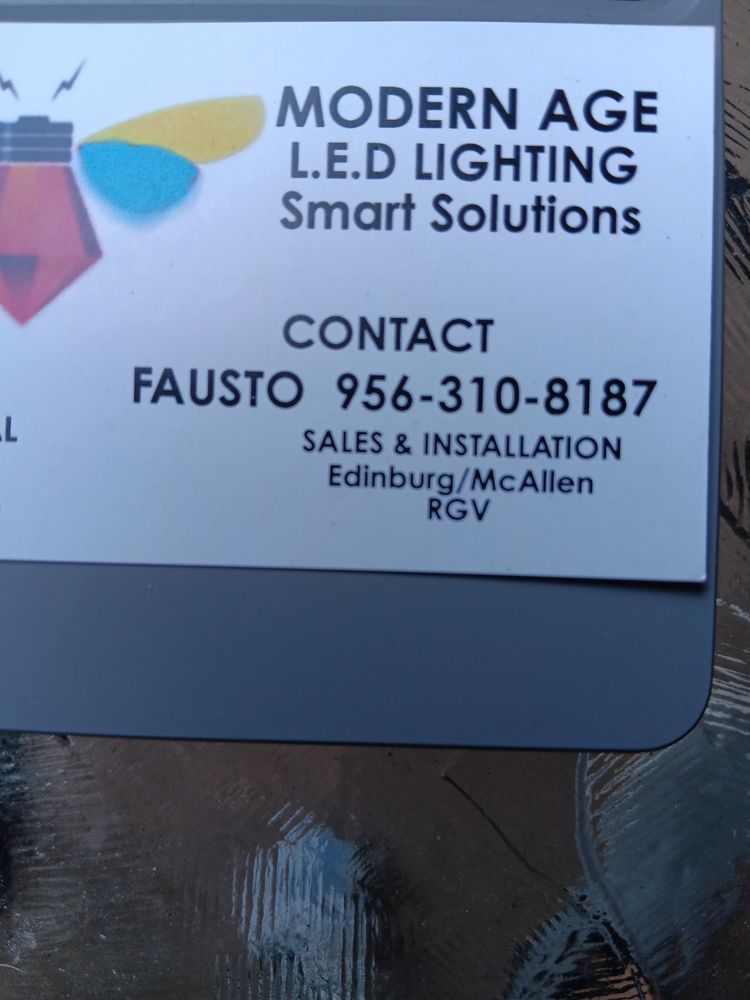 MODERN AGE
L.E.D LIGHTING
Smart Solutions
CONTACT
FAUSTO 956-310-8187
SALES & INSTALLATION
Edinburg/McAllen
RGV